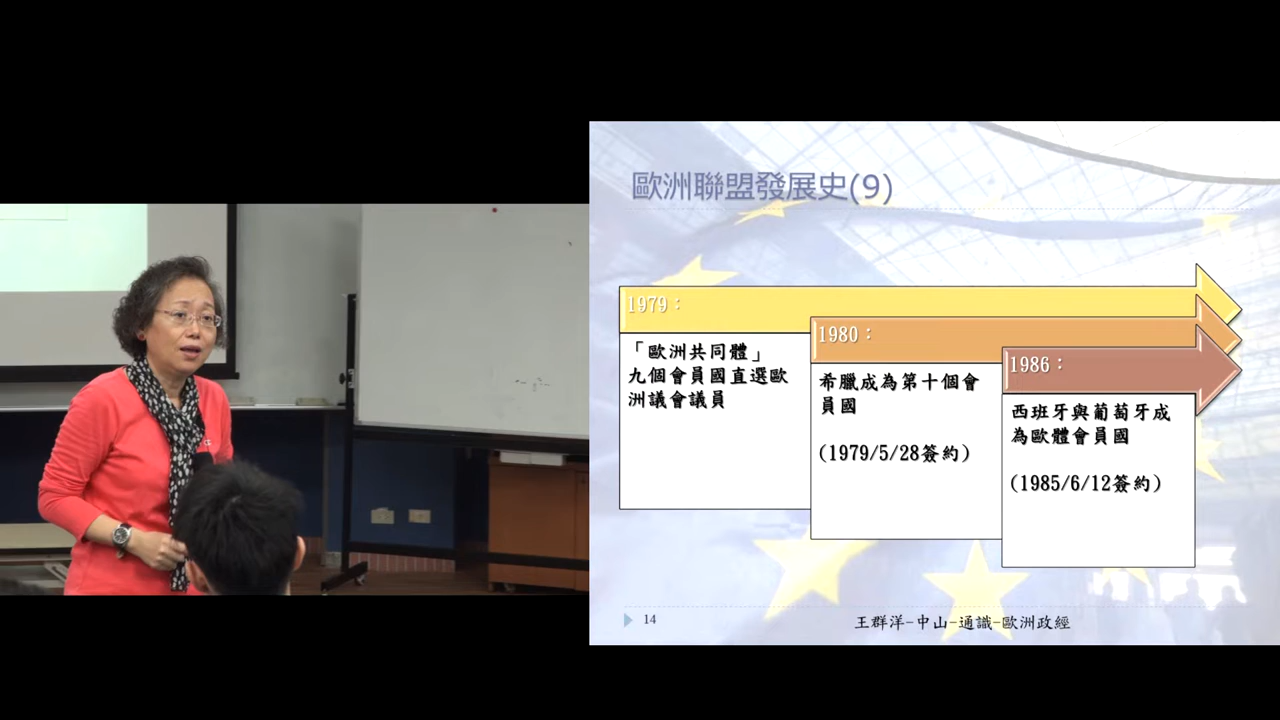 歐洲聯盟發展史(9)
1979：
「歐洲共同體」
九個會員國直選歐
洲議會議員
1980：
希臘成為第十個會
員國
(1979/5/28簽約)
1986：
西班牙與葡萄牙成
為歐體會員國
(1985/6/12簽約)
14
王群洋-中山-通識-歐洲政經